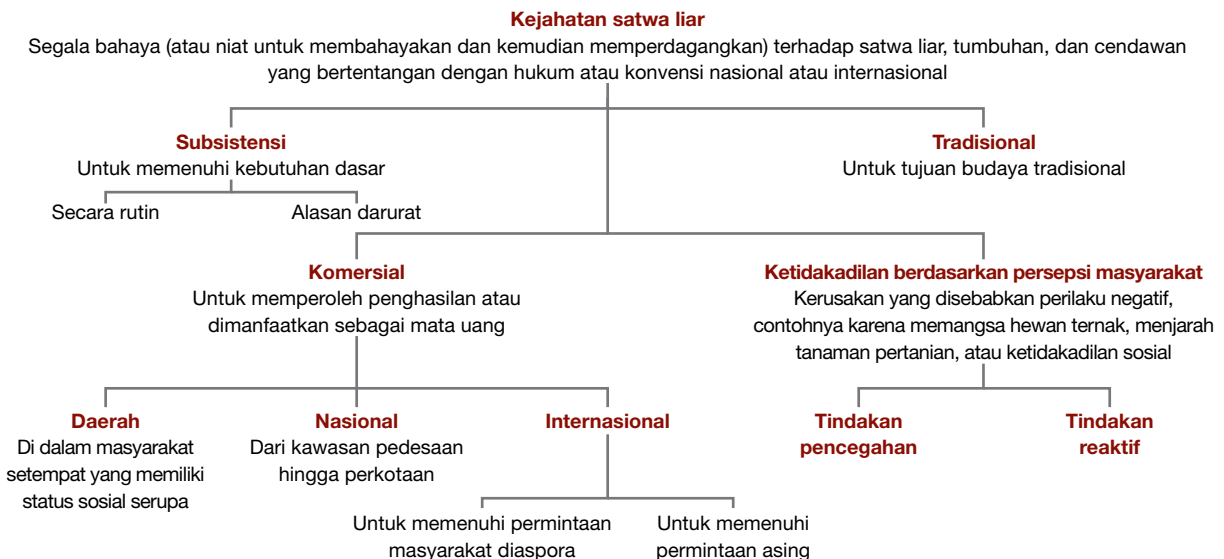 Kejahatan satwa liar
Segala bahaya (atau niat untuk membahayakan dan kemudian memperdagangkan) terhadap satwa liar, tumbuhan, dan cendawan
yang bertentangan dengan hukum atau konvensi nasional atau internasional
Subsistensi
Untuk memenuhi kebutuhan dasar
Secara rutin
Alasan darurat
Tradisional
Untuk tujuan budaya tradisional
Komersial
Untuk memperoleh penghasilan atau
dimanfaatkan sebagai mata uang
Ketidakadilan berdasarkan persepsi masyarakat
Kerusakan yang disebabkan perilaku negatif,
contohnya karena memangsa hewan ternak, menjarah
tanaman pertanian, atau ketidakadilan sosial
Daerah
Di dalam masyarakat
setempat yang memiliki
status sosial serupa
Nasional
Dari kawasan pedesaan
hingga perkotaan
Internasional
Untuk memenuhi permintaan
masyarakat diaspora
Untuk memenuhi
permintaan asing
Tindakan
pencegahan
Tindakan
reaktif